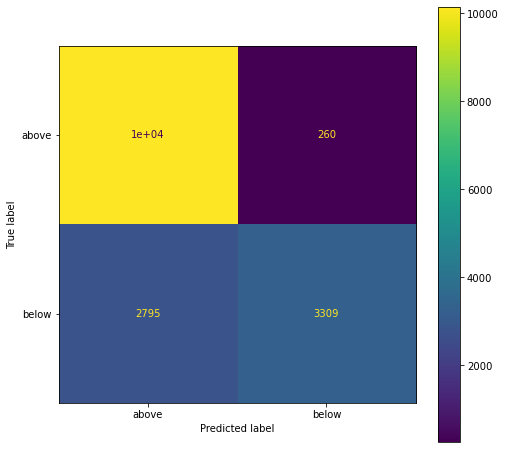 above
1e+04
260
below
2795
3309
above
below
Predicted label
True label
10000
8000
6000
4000
2000